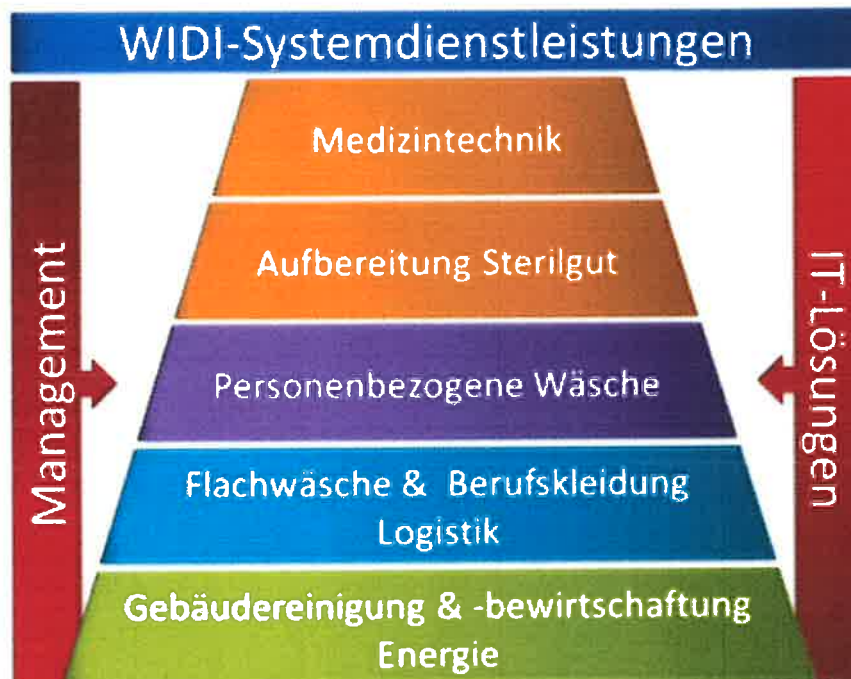 WIDI-Systemdienstleistungen
Medizintechnik
Aufbereitung Sterilgut
Personenbezogene Wäsche
Flachwäsche & Berufskleidung
Logistik
Gebäudereinigung & -bewirtschaftung
Energie
Management
IT-Lösungen